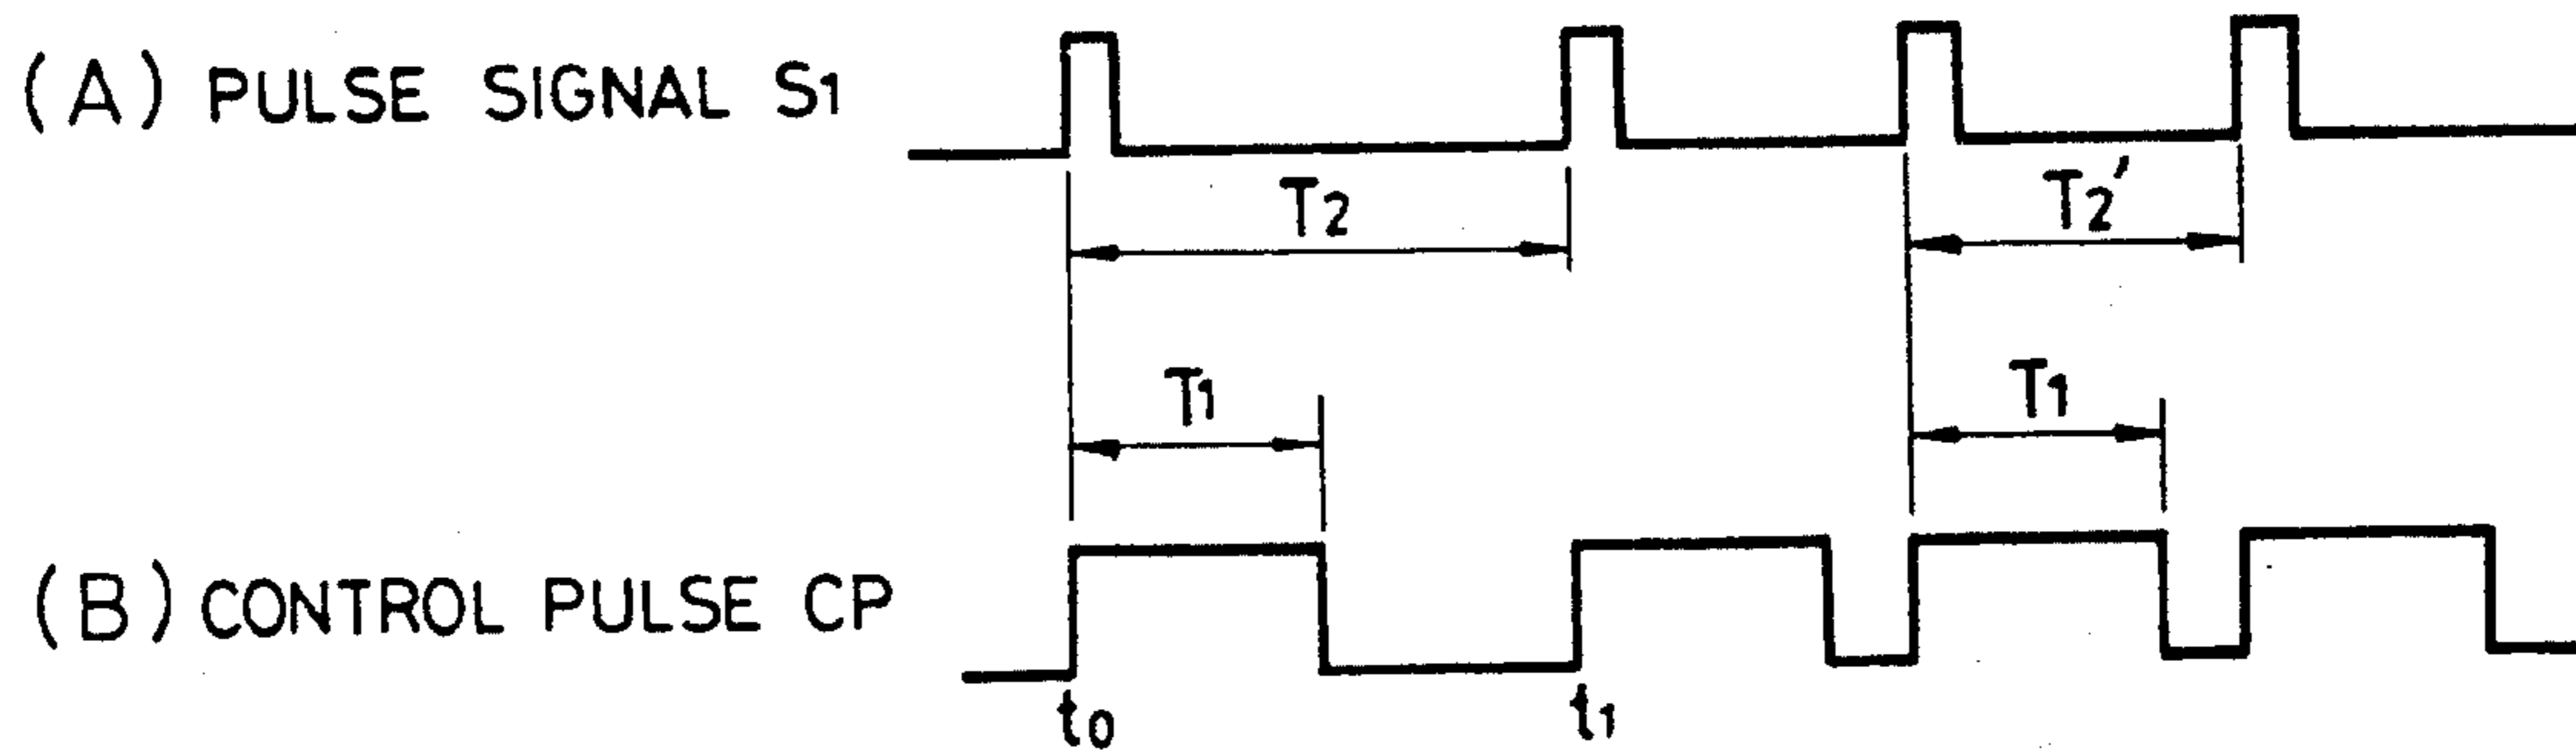 (A) PULSE SIGNAL S1
T2
T2'
T1
T1
(B) CONTROL PULSE CP
t0
t1